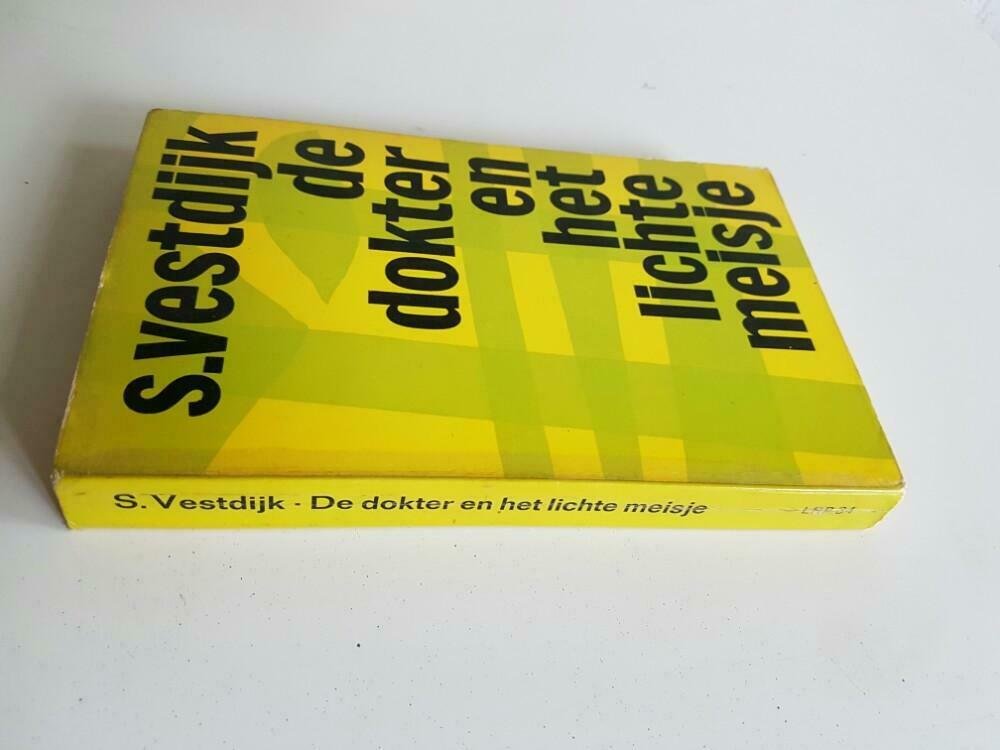 s.vestdijk
de
dokter
en
het
lichte
meisje
S. Vestdijk · De dokter en het lichte meisje